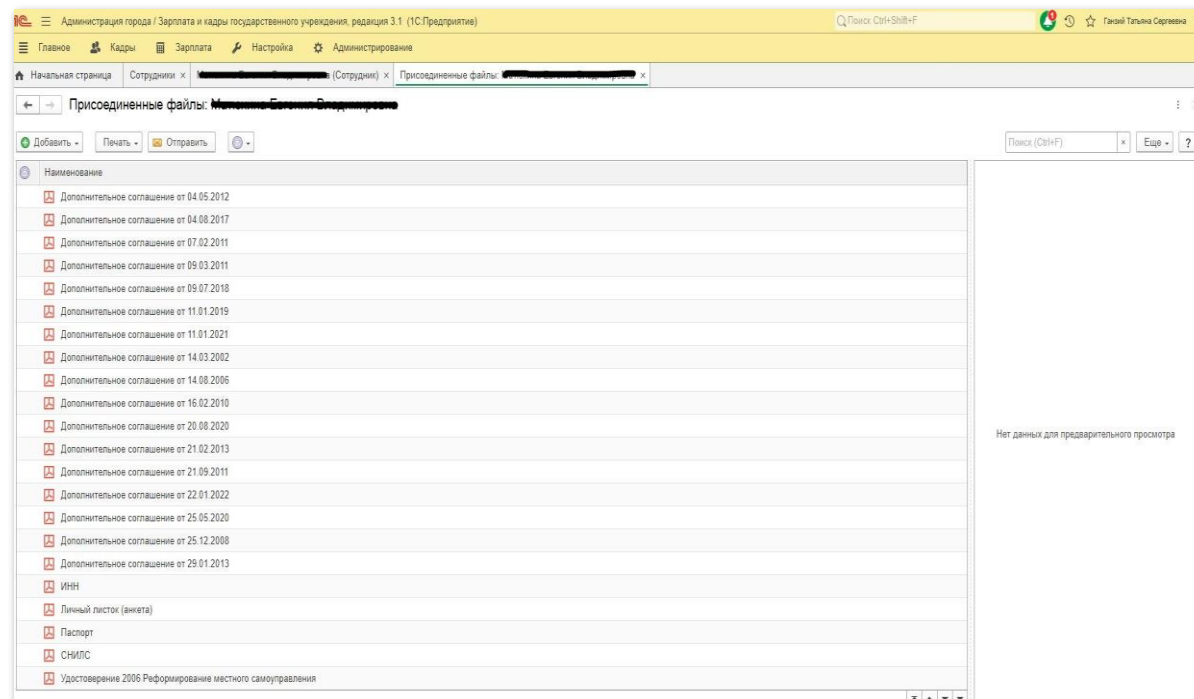 1С Администрация города / Зарплата и кадры государственного учреждения, редакция 3.1 (1С:Предприятие) Поиск Ctrl+Shift+F Ганзий Татьяна Сергеевна
Главное Кадры Зарплата Настройка Администрирование
Начальная страница Сотрудники × (Сотрудник) × Присоединенные файлы: ×
Присоединенные файлы:
Добавить Печать Отправить Поиск (Ctrl+F) × Еще ?
Наименование
Дополнительное соглашение от 04.05.2012
Дополнительное соглашение от 04.08.2017
Дополнительное соглашение от 07.02.2011
Дополнительное соглашение от 09.03.2011
Дополнительное соглашение от 09.07.2018
Дополнительное соглашение от 11.01.2019
Дополнительное соглашение от 11.01.2021
Дополнительное соглашение от 14.03.2002
Дополнительное соглашение от 14.08.2006
Дополнительное соглашение от 16.02.2010
Дополнительное соглашение от 20.08.2020
Нет данных для предварительного просмотра
Дополнительное соглашение от 21.02.2013
Дополнительное соглашение от 21.09.2011
Дополнительное соглашение от 22.01.2022
Дополнительное соглашение от 25.05.2020
Дополнительное соглашение от 25.12.2008
Дополнительное соглашение от 29.01.2013
ИНН
Личный листок (анкета)
Паспорт
СНИЛС
Удостоверение 2006 Реформирование местного самоуправления